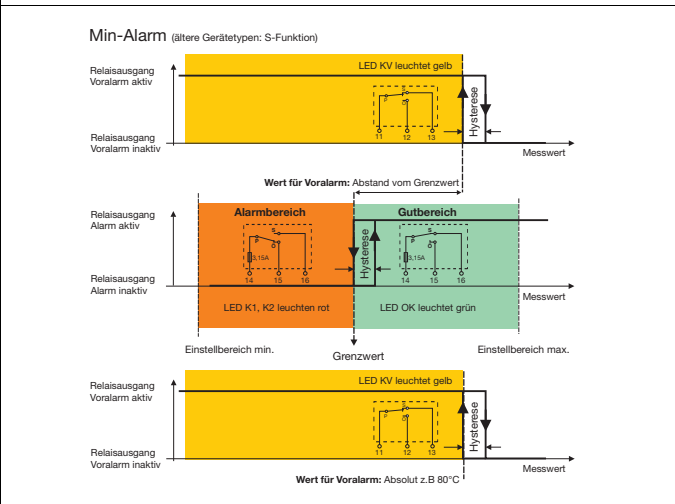 Min-Alarm (ältere Gerätetypen: S-Funktion)
LED KV leuchtet gelb
Relaisausgang
Voralarm aktiv
S
P
Ö
11 12 13
Hysterese
Relaisausgang
Voralarm inaktiv
Messwert
Wert für Voralarm: Abstand vom Grenzwert
Relaisausgang
Alarm aktiv
Alarmbereich
Gutbereich
S
P
Ö
3,15A
14 15 16
Hysterese
S
P
Ö
3,15A
14 15 16
Relaisausgang
Alarm inaktiv
Messwert
LED K1, K2 leuchten rot
LED OK leuchtet grün
Einstellbereich min.
Grenzwert
Einstellbereich max.
LED KV leuchtet gelb
Relaisausgang
Voralarm aktiv
S
P
Ö
11 12 13
Hysterese
Relaisausgang
Voralarm inaktiv
Messwert
Wert für Voralarm: Absolut z.B 80°C